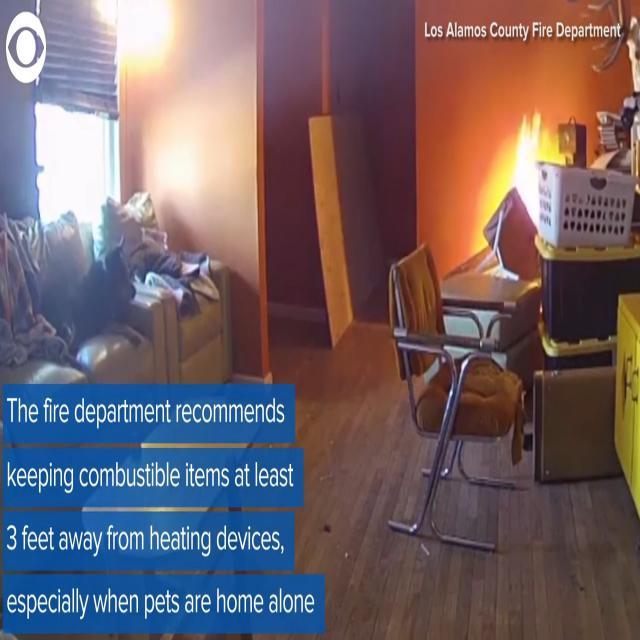 Los Alamos County Fire Department
The fire department recommends
keeping combustible items at least
3 feet away from heating devices,
especially when pets are home alone